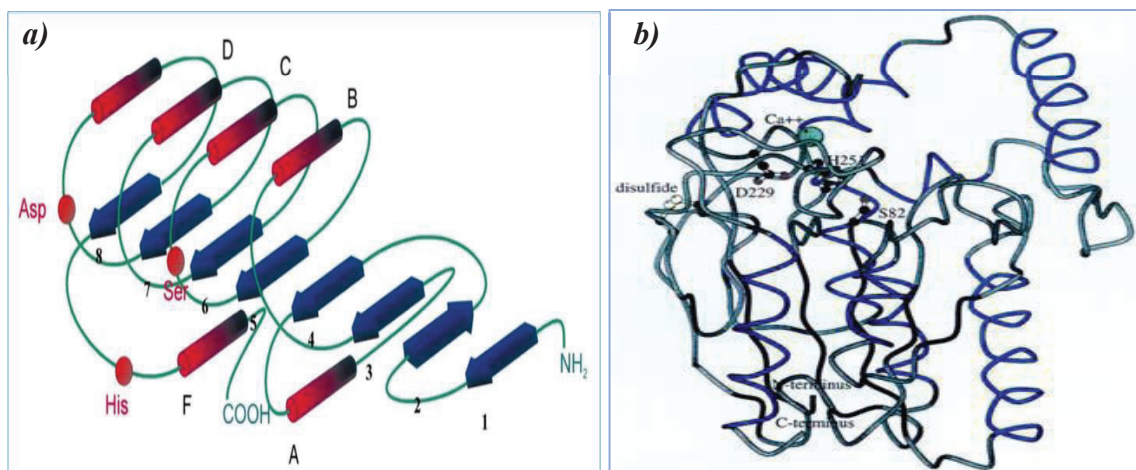 a)
D
C
B
Asp
8
7
Ser
6
5
4
3
2
1
NH2
His
F
COOH
A
b)
Ca++
H251
disulfide
D229
S82
N-terminus
C-terminus